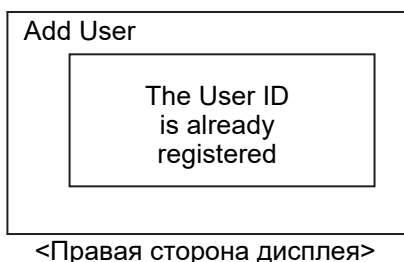 Add User
The User ID
is already
registered
<Правая сторона дисплея>